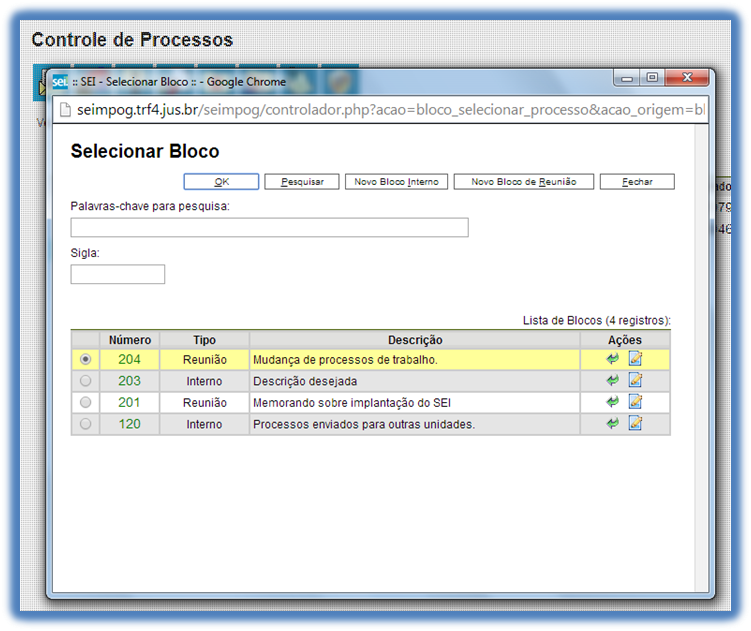 Controle de Processos
sei. :: SEI - Selecionar Bloco :: - Google Chrome
seimpog.trf4.jus.br/seimpog/controlador.php?acao=bloco_selecionar_processo&acao_origem=bl
Selecionar Bloco
OK Pesquisar Novo Bloco Interno Novo Bloco de Reunião Fechar
Palavras-chave para pesquisa:
Sigla:
Lista de Blocos (4 registros):
Número Tipo Descrição Ações
204 Reunião Mudança de processos de trabalho.
203 Interno Descrição desejada
201 Reunião Memorando sobre implantação do SEI
120 Interno Processos enviados para outras unidades.